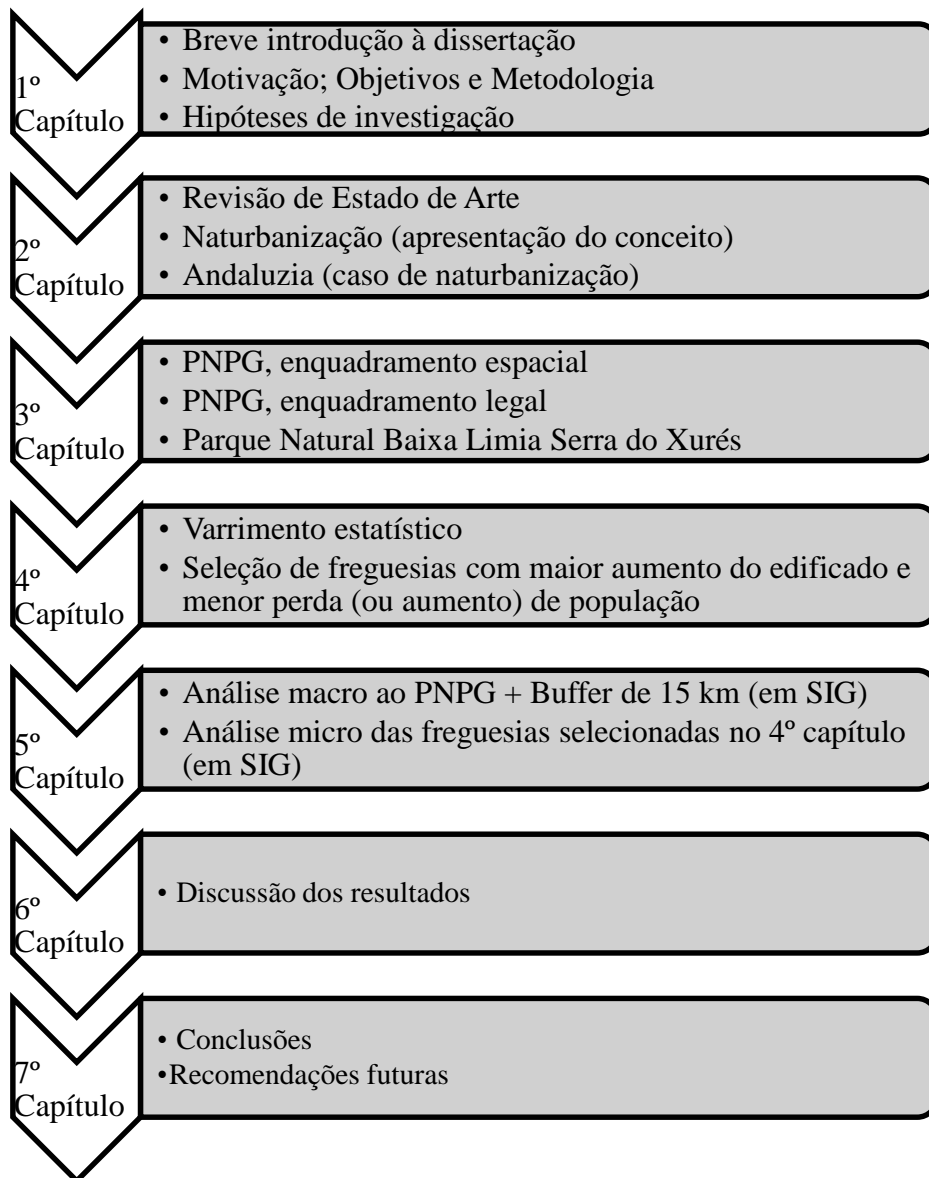 1º
Capítulo
• Breve introdução à dissertação
• Motivação; Objetivos e Metodologia
• Hipóteses de investigação
2º
Capítulo
• Revisão de Estado de Arte
• Naturbanização (apresentação do conceito)
• Andaluzia (caso de naturbanização)
3º
Capítulo
• PNPG, enquadramento espacial
• PNPG, enquadramento legal
• Parque Natural Baixa Limia Serra do Xurés
4º
Capítulo
• Varrimento estatístico
• Seleção de freguesias com maior aumento do edificado e
menor perda (ou aumento) de população
5º
Capítulo
• Análise macro ao PNPG + Buffer de 15 km (em SIG)
• Análise micro das freguesias selecionadas no 4º capítulo
(em SIG)
6º
Capítulo
• Discussão dos resultados
7º
Capítulo
• Conclusões
•Recomendações futuras